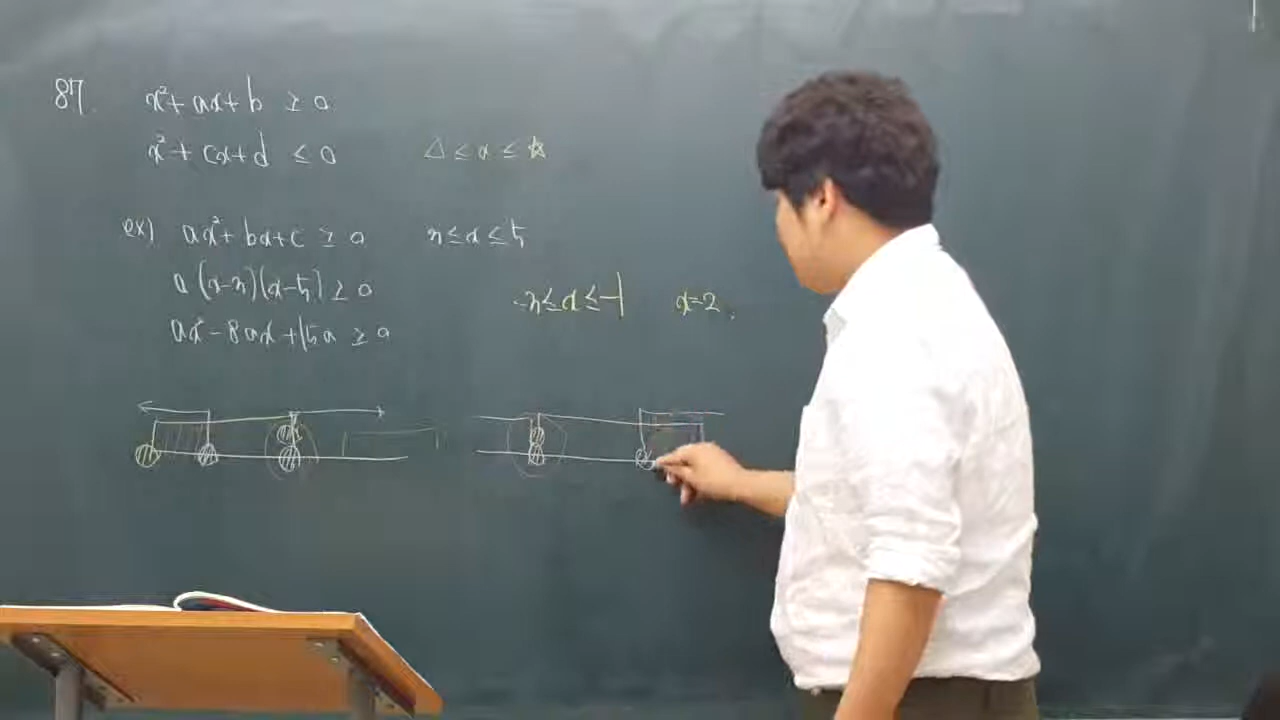 87. x²+ax+b ≥ 0
x²+cx+d ≤ 0 △ ≤ x ≤ ☆
ex) ax²+bx+c ≥ 0 3≤x≤5
a(x-3)(x-5) ≥ 0
-3≤x≤-1 x=2.
ax²-8ax+15a ≥ 0